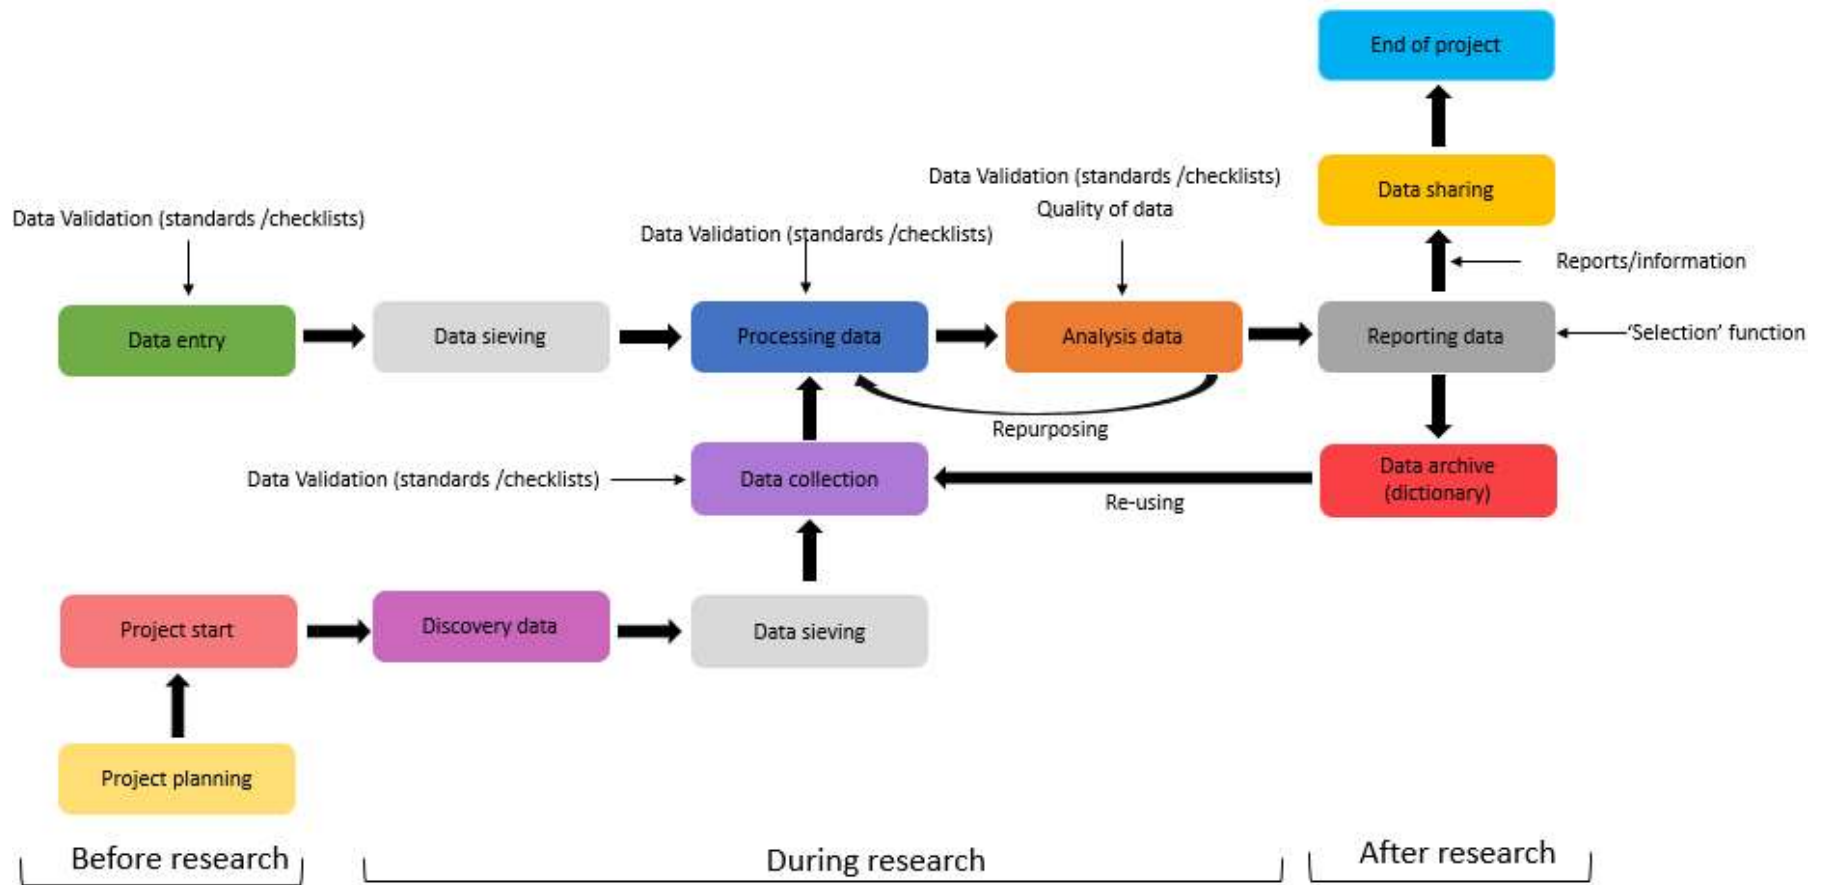 End of project
Data Validation (standards /checklists)
Quality of data
Data sharing
Data Validation (standards /checklists)
Data Validation (standards /checklists)
Reports/information
Data entry
Data sieving
Processing data
Analysis data
Reporting data
‘Selection’ function
Repurposing
Data Validation (standards /checklists)
Data collection
Re-using
Data archive
(dictionary)
Project start
Discovery data
Data sieving
Project planning
Before research
During research
After research